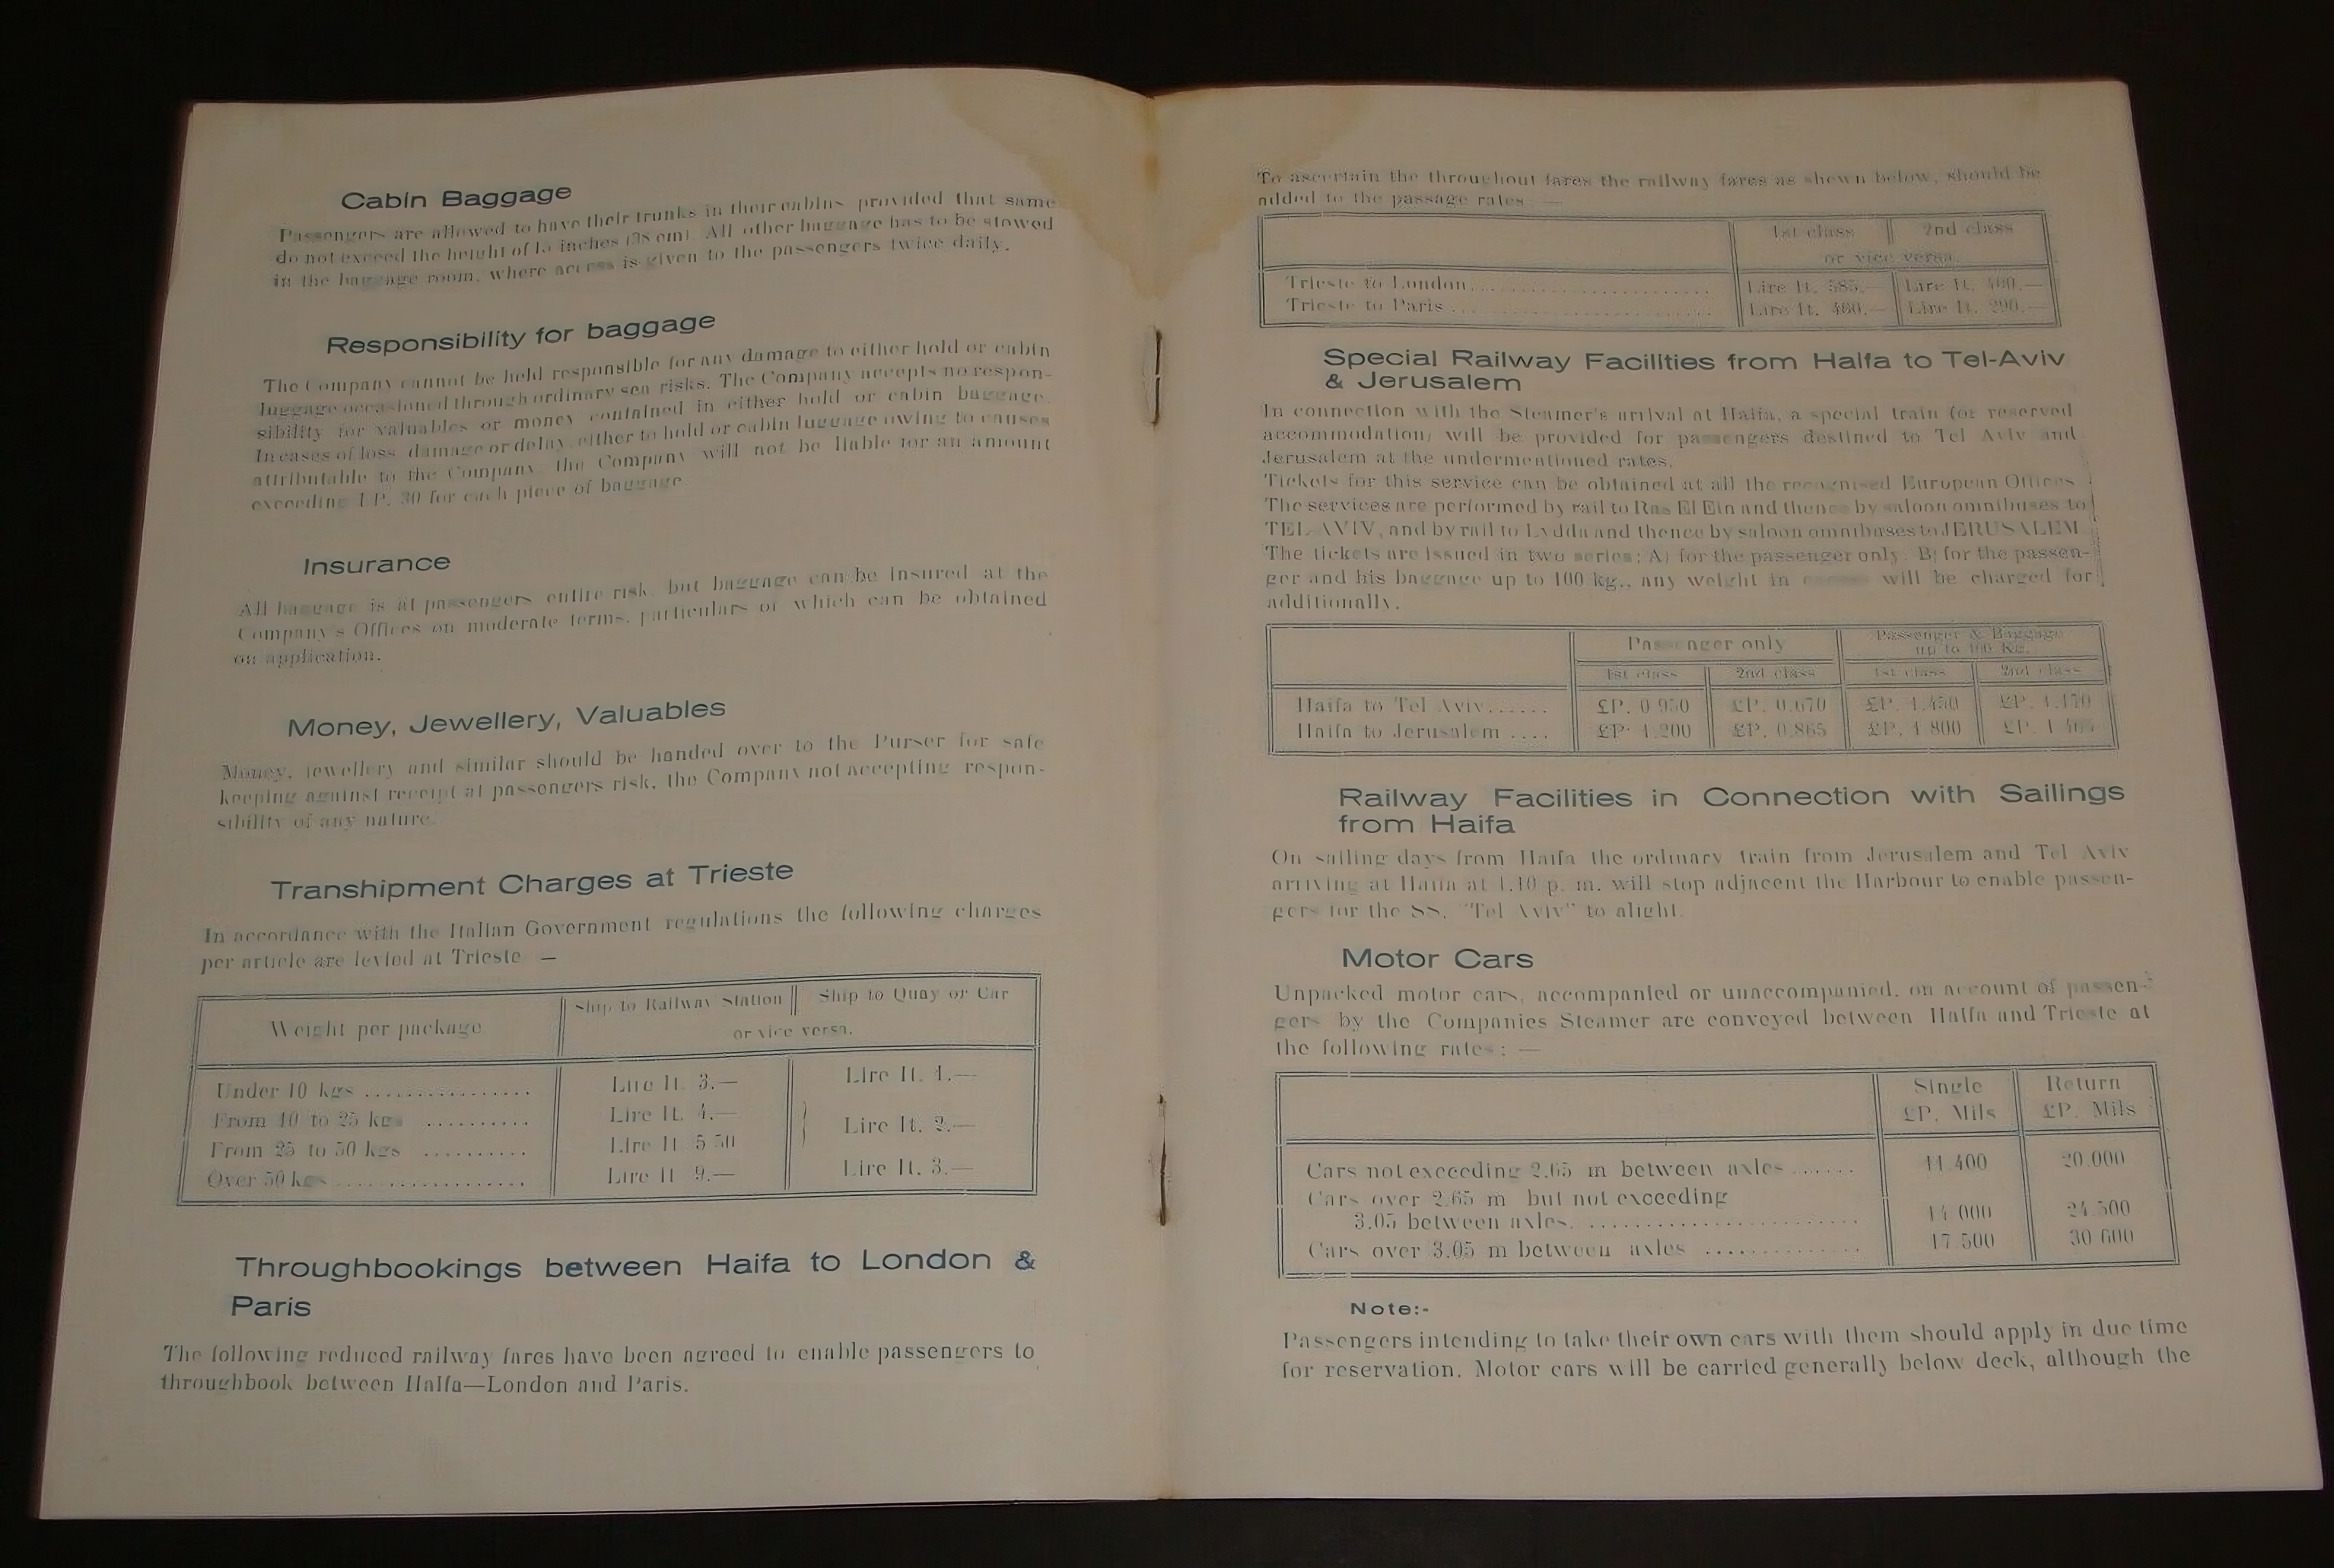 Cabin Baggage
Passengers are allowed to have their trunks in their cabins provided that same
do not exceed the height of 15 inches (38 cm). All other baggage has to be stowed
in the baggage room, where access is given to the passengers twice daily.
Responsibility for baggage
The Company cannot be held responsible for any damage to either hold or cabin
luggage occasioned through ordinary sea risks. The Company accepts no respon-
sibility for valuables or money contained in either hold or cabin baggage.
In cases of loss damage or delay either to hold or cabin luggage owing to causes
attributable to the Company the Company will not be liable for an amount
exceeding LP. 30 for each piece of baggage
Insurance
All baggage is at passengers entire risk, but baggage can be insured at the
Company's Offices on moderate terms, particulars of which can be obtained
on application.
Money, Jewellery, Valuables
Money, jewellery and similar should be handed over to the Purser for safe
keeping against receipt at passengers risk, the Company not accepting respon-
sibility of any nature
Transhipment Charges at Trieste
In accordance with the Italian Government regulations the following charges
per article are levied at Trieste —
Weight per package Ship to Railway Station Ship to Quay or Car
or vice versa.
Under 10 kgs ................ Lire It. 3.— Lire It. 1.—
From 10 to 25 kgs .......... Lire It. 4.—
From 25 to 50 kgs .......... Lire It. 5.50 Lire It. 2.—
Over 50 kgs .................. Lire It 9.— Lire It. 3.—
Throughbookings between Haifa to London &
Paris
The following reduced railway fares have been agreed to enable passengers to
throughbook between Haifa—London and Paris.
To ascertain the throughout fares the railway fares as shewn below, should be
added to the passage rates —
1st class 2nd class
or vice versa
Trieste to London.......................... Lire It. 585.— Lire It.
Trieste to Paris ............................ Lire It. 460.— Lire It. 290.—
Special Railway Facilities from Haifa to Tel-Aviv
& Jerusalem
In connection with the Steamer's arrival at Haifa, a special train for reserved
accommodation, will be provided for passengers destined to Tel Aviv and
Jerusalem at the undermentioned rates.
Tickets for this service can be obtained at all the recognised European Offices
The services are performed by rail to Ras El Ein and thence by saloon omnibuses to
TEL-AVIV, and by rail to Lydda and thence by saloon omnibuses to JERUSALEM
The tickets are issued in two series; A) for the passenger only. B) for the passen-
ger and his baggage up to 100 kg., any weight in excess will be charged for
additionally.
Passenger only Passenger & Baggage
up to 100 Kg.
1st class 2nd class 1st class 2nd class
Haifa to Tel Aviv...... £P. 0 950 £P. 0.670 £P. 1.450 £P. 1.170
Haifa to Jerusalem .... £P. 1.200 £P. 0.865 £P. 1 800 £P.
Railway Facilities in Connection with Sailings
from Haifa
On sailing days from Haifa the ordinary train from Jerusalem and Tel Aviv
arriving at Haifa at 1.10 p. m. will stop adjacent the Harbour to enable passen-
gers for the SS. "Tel Aviv" to alight.
Motor Cars
Unpacked motor cars, accompanied or unaccompanied, on account of passen-
gers by the Companies Steamer are conveyed between Haifa and Trieste at
the following rates: —
Single Return
£P. Mils £P. Mils
Cars not exceeding 2.65 m between axles ....... 11 400 20.000
Cars over 2.65 m but not exceeding
3.05 between axles. .......................... 14 000 24 500
Cars over 3.05 m between axles .............. 17 500 30 600
Note:-
Passengers intending to take their own cars with them should apply in due time
for reservation. Motor cars will be carried generally below deck, although the